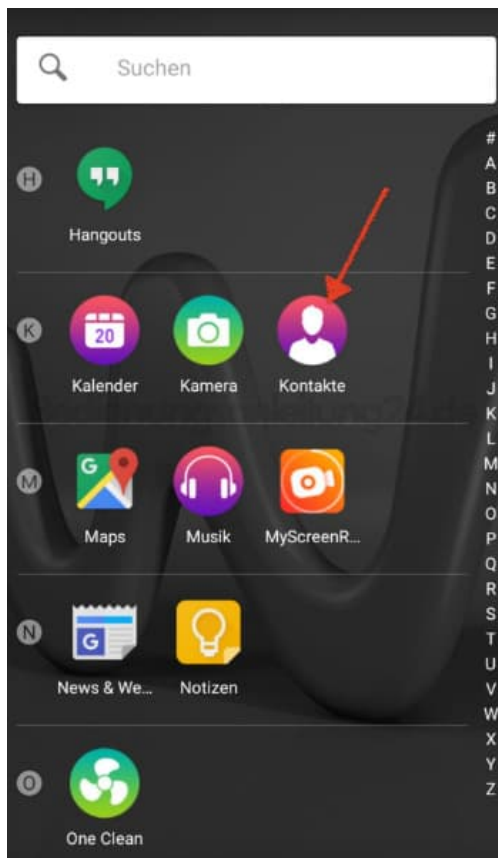 Suchen
H
Hangouts
K
20
Kalender Kamera Kontakte
M
G
Maps Musik MyScreenR...
N
G
News & We... Notizen
O
One Clean
#
A
B
C
D
E
F
G
H
I
J
K
L
M
N
O
P
Q
R
S
T
U
V
W
X
Y
Z